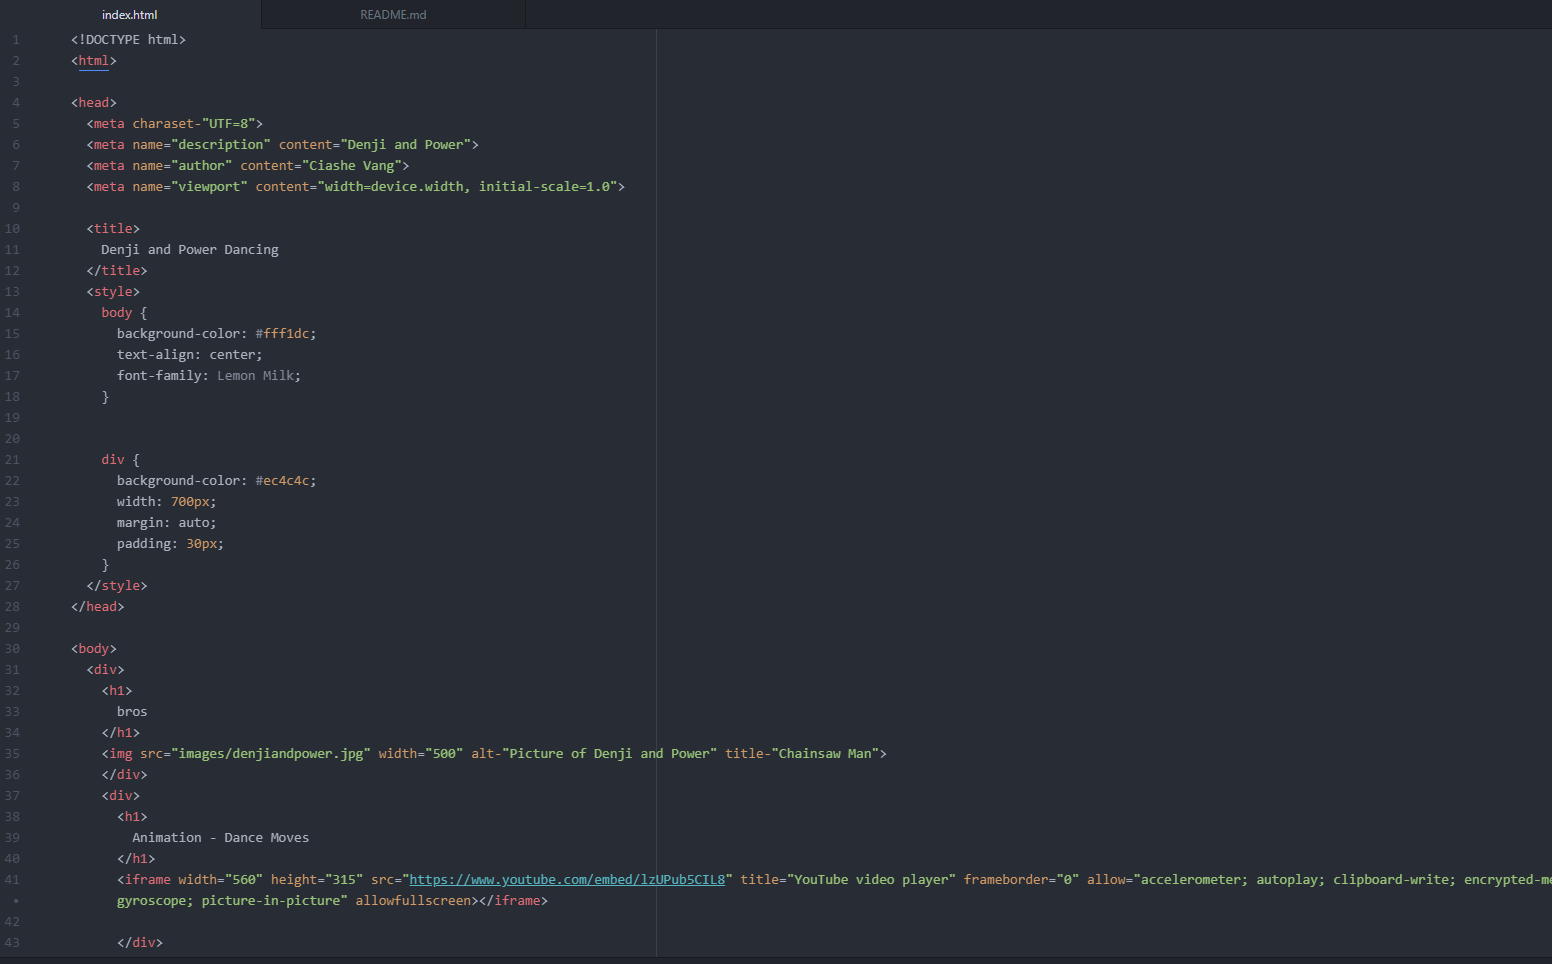 index.html README.md
1 <!DOCTYPE html>
2 <html>
3
4 <head>
5 <meta charaset-"UTF=8">
6 <meta name="description" content="Denji and Power">
7 <meta name="author" content="Ciashe Vang">
8 <meta name="viewport" content="width=device.width, initial-scale=1.0">
9
10 <title>
11 Denji and Power Dancing
12 </title>
13 <style>
14 body {
15 background-color: #fff1dc;
16 text-align: center;
17 font-family: Lemon Milk;
18 }
19
20
21 div {
22 background-color: #ec4c4c;
23 width: 700px;
24 margin: auto;
25 padding: 30px;
26 }
27 </style>
28 </head>
29
30 <body>
31 <div>
32 <h1>
33 bros
34 </h1>
35 <img src="images/denjiandpower.jpg" width="500" alt-"Picture of Denji and Power" title-"Chainsaw Man">
36 </div>
37 <div>
38 <h1>
39 Animation - Dance Moves
40 </h1>
41 <iframe width="560" height="315" src="https://www.youtube.com/embed/lzUPub5CIL8" title="YouTube video player" frameborder="0" allow="accelerometer; autoplay; clipboard-write; encrypted-me
• gyroscope; picture-in-picture" allowfullscreen></iframe>
42
43 </div>